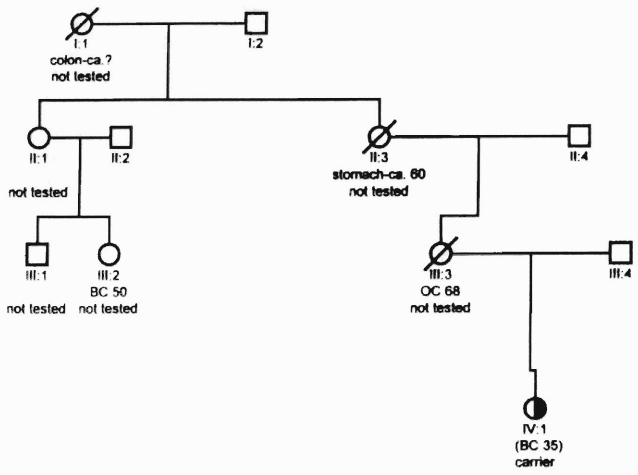 I:1
I:2
colon-ca.?
not tested
II:1
II:2
II:3
II:4
stomach-ca. 60
not tested
not tested
III:1
III:2
BC 50
not tested
not tested
III:3
III:4
OC 68
not tested
IV:1
(BC 35)
carrier